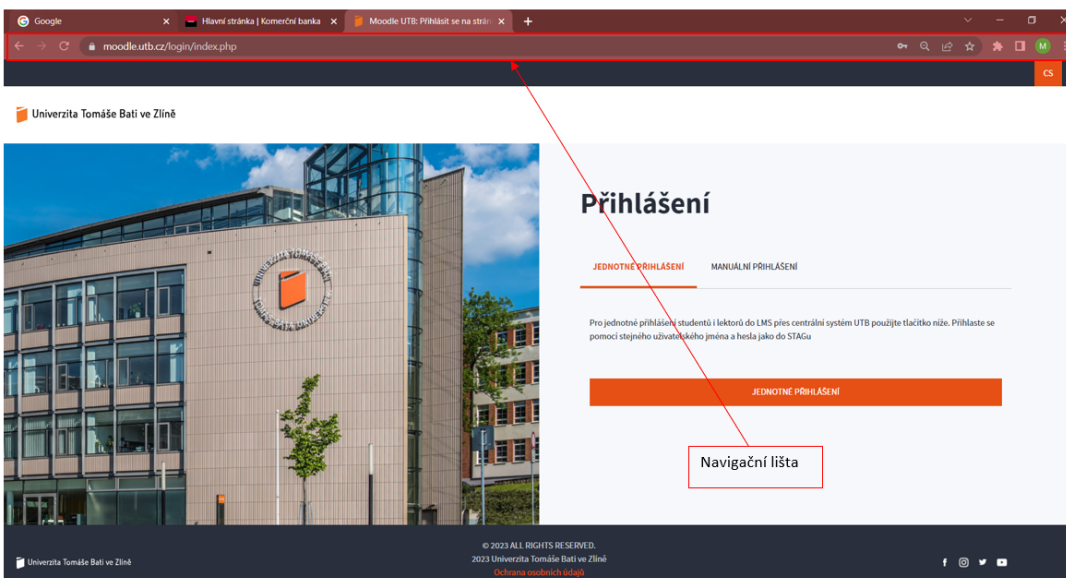 Google
Hlavní stránka | Komerční banka
Moodle UTB: Přihlásit se na strán
moodle.utb.cz/login/index.php
M
CS
Univerzita Tomáše Bati ve Zlíně
UNIVERZITA TOMÁŠE BATI
Přihlášení
JEDNOTNÉ PŘIHLÁŠENÍ
MANUÁLNÍ PŘIHLÁŠENÍ
Pro jednotné přihlášení studentů i lektorů do LMS přes centrální systém UTB použijte tlačítko níže. Přihlaste se
pomocí stejného uživatelského jména a hesla jako do STAGu
JEDNOTNÉ PŘIHLÁŠENÍ
Navigační lišta
© 2023 ALL RIGHTS RESERVED.
2023 Univerzita Tomáše Bati ve Zlíně
Ochrana osobních údajů
Univerzita Tomáše Bati ve Zlíně